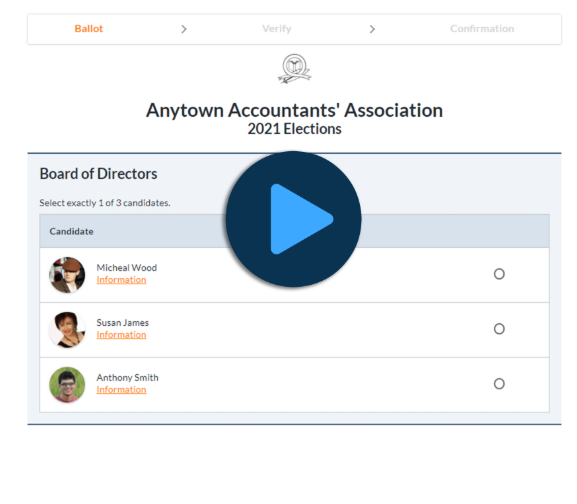 Ballot > Verify > Confirmation
Anytown Accountants' Association
2021 Elections
Board of Directors
Select exactly 1 of 3 candidates.
Candidate
Micheal Wood
Information
Susan James
Information
Anthony Smith
Information